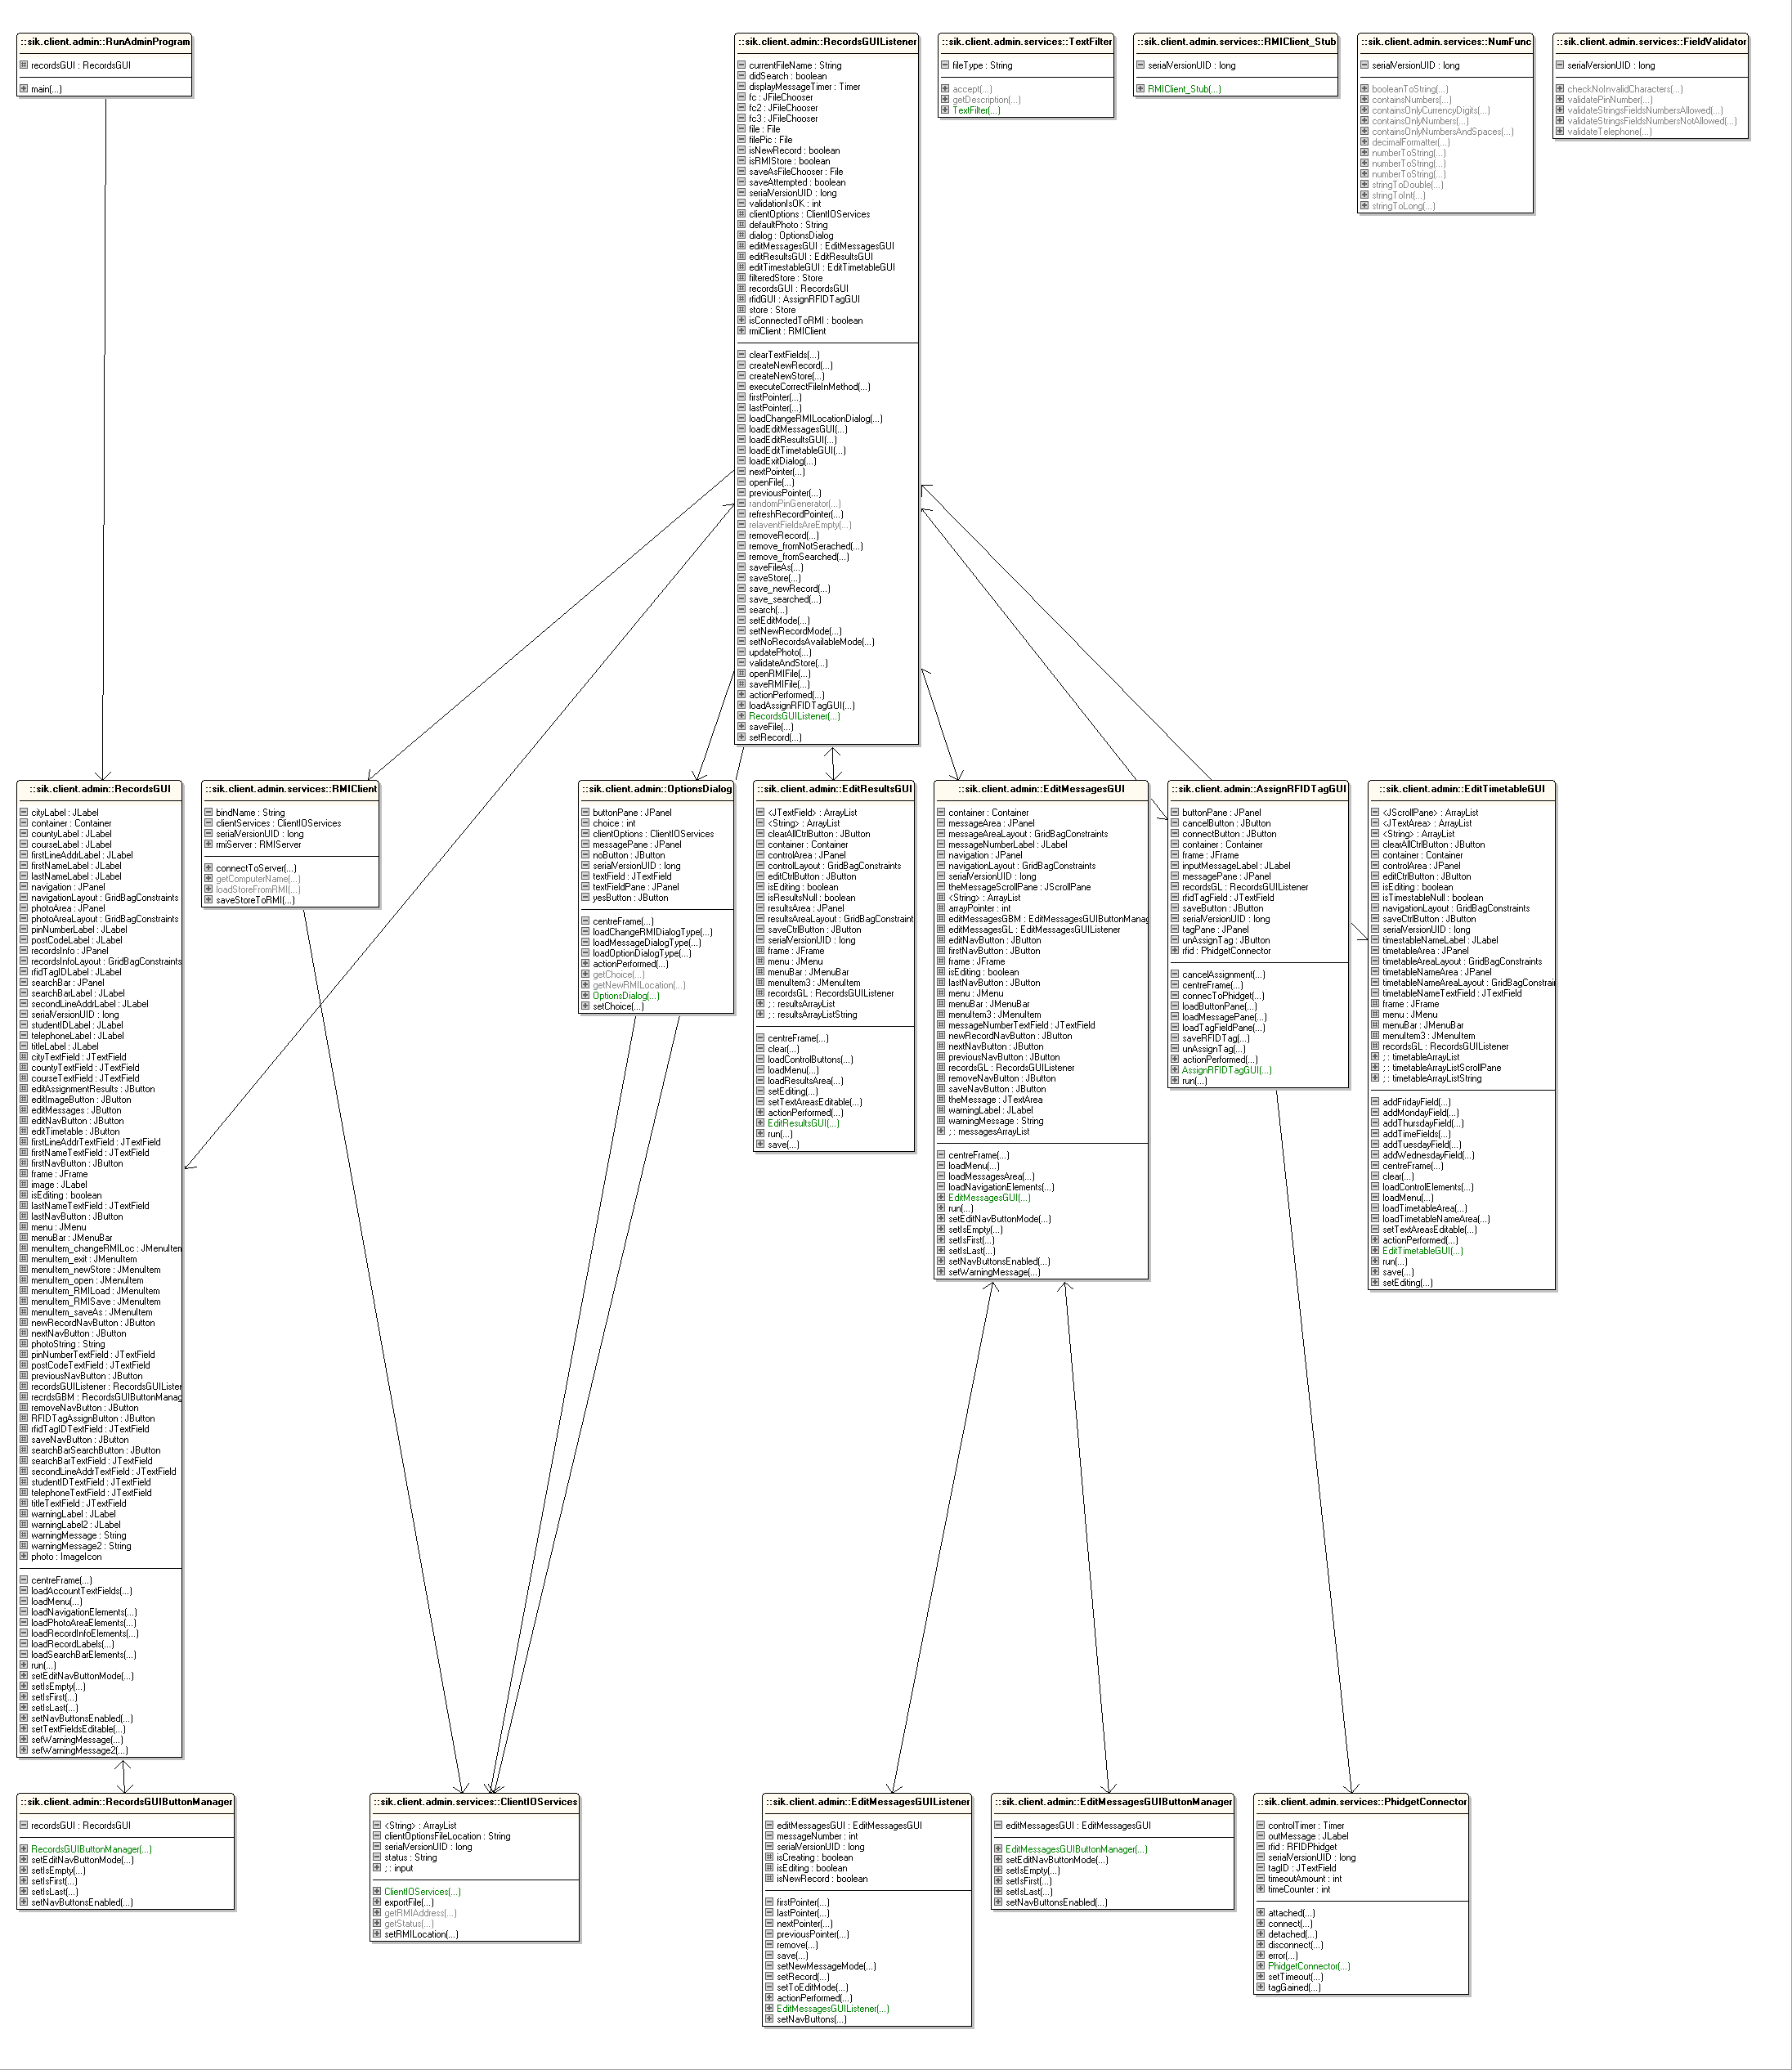 ::sik.client.admin::RunAdminProgram
recordsGUI : RecordsGUI
main(...)
::sik.client.admin::RecordsGUIListener
currentFileName : String
didSearch : boolean
displayMessageTimer : Timer
fc : JFileChooser
fc2 : JFileChooser
fc3 : JFileChooser
file : File
filePic : File
isNewRecord : boolean
isRMIStore : boolean
saveAsFileChooser : File
saveAttempted : boolean
serialVersionUID : long
validationIsOK : int
clientOptions : ClientIOServices
defaultPhoto : String
dialog : OptionsDialog
editMessagesGUI : EditMessagesGUI
editResultsGUI : EditResultsGUI
editTimestableGUI : EditTimetableGUI
filteredStore : Store
recordsGUI : RecordsGUI
rfidGUI : AssignRFIDTagGUI
store : Store
isConnectedToRMI : boolean
rmiClient : RMIClient
clearTextFields(...)
createNewRecord(...)
createNewStore(...)
executeCorrectFileInMethod(...)
firstPointer(...)
lastPointer(...)
loadChangeRMILocationDialog(...)
loadEditMessagesGUI(...)
loadEditResultsGUI(...)
loadEditTimetableGUI(...)
loadExitDialog(...)
nextPointer(...)
openFile(...)
previousPointer(...)
randomPinGenerator(...)
refreshRecordPointer(...)
relaventFieldsAreEmpty(...)
removeRecord(...)
remove_fromNotSerached(...)
remove_fromSearched(...)
saveFileAs(...)
saveStore(...)
save_newRecord(...)
save_searched(...)
search(...)
setEditMode(...)
setNewRecordMode(...)
setNoRecordsAvailableMode(...)
updatePhoto(...)
validateAndStore(...)
openRMIFile(...)
saveRMIFile(...)
actionPerformed(...)
loadAssignRFIDTagGUI(...)
RecordsGUIListener(...)
saveFile(...)
setRecord(...)
::sik.client.admin.services::TextFilter
fileType : String
accept(...)
getDescription(...)
TextFilter(...)
::sik.client.admin.services::RMIClient_Stub
serialVersionUID : long
RMIClient_Stub(...)
::sik.client.admin.services::NumFunc
serialVersionUID : long
booleanToString(...)
containsNumbers(...)
containsOnlyCurrencyDigits(...)
containsOnlyNumbers(...)
containsOnlyNumbersAndSpaces(...)
decimalFormatter(...)
numberToString(...)
numberToString(...)
numberToString(...)
stringToDouble(...)
stringToInt(...)
stringToLong(...)
::sik.client.admin.services::FieldValidator
serialVersionUID : long
checkNoInvalidCharacters(...)
validatePinNumber(...)
validateStringsFieldsNumbersAllowed(...)
validateStringsFieldsNumbersNotAllowed(...)
validateTelephone(...)
::sik.client.admin::RecordsGUI
cityLabel : JLabel
container : Container
countyLabel : JLabel
courseLabel : JLabel
firstLineAddrLabel : JLabel
firstNameLabel : JLabel
lastNameLabel : JLabel
navigation : JPanel
navigationLayout : GridBagConstraints
photoArea : JPanel
photoAreaLayout : GridBagConstraints
pinNumberLabel : JLabel
postCodeLabel : JLabel
recordsInfo : JPanel
recordsInfoLayout : GridBagConstraints
rfidTagIDLabel : JLabel
searchBar : JPanel
searchBarLabel : JLabel
secondLineAddrLabel : JLabel
serialVersionUID : long
studentIDLabel : JLabel
telephoneLabel : JLabel
titleLabel : JLabel
cityTextField : JTextField
countyTextField : JTextField
courseTextField : JTextField
editAssignmentResults : JButton
editImageButton : JButton
editMessages : JButton
editNavButton : JButton
editTimetable : JButton
firstLineAddrTextField : JTextField
firstNameTextField : JTextField
firstNavButton : JButton
frame : JFrame
image : JLabel
isEditing : boolean
lastNameTextField : JTextField
lastNavButton : JButton
menu : JMenu
menuBar : JMenuBar
menuItem_changeRMILoc : JMenuItem
menuItem_exit : JMenuItem
menuItem_newStore : JMenuItem
menuItem_open : JMenuItem
menuItem_RMILoad : JMenuItem
menuItem_RMISave : JMenuItem
menuItem_saveAs : JMenuItem
newRecordNavButton : JButton
nextNavButton : JButton
photoString : String
pinNumberTextField : JTextField
postCodeTextField : JTextField
previousNavButton : JButton
recordsGUIListener : RecordsGUIListener
recrdsGBM : RecordsGUIButtonManag
removeNavButton : JButton
RFIDTagAssignButton : JButton
rfidTagIDTextField : JTextField
saveNavButton : JButton
searchBarSearchButton : JButton
searchBarTextField : JTextField
secondLineAddrTextField : JTextField
studentIDTextField : JTextField
telephoneTextField : JTextField
titleTextField : JTextField
warningLabel : JLabel
warningLabel2 : JLabel
warningMessage : String
warningMessage2 : String
photo : ImageIcon
centreFrame(...)
loadAccountTextFields(...)
loadMenu(...)
loadNavigationElements(...)
loadPhotoAreaElements(...)
loadRecordInfoElements(...)
loadRecordLabels(...)
loadSearchBarElements(...)
run(...)
setEditNavButtonMode(...)
setIsEmpty(...)
setIsFirst(...)
setIsLast(...)
setNavButtonsEnabled(...)
setTextFieldsEditable(...)
setWarningMessage(...)
setWarningMessage2(...)
::sik.client.admin.services::RMIClient
bindName : String
clientServices : ClientIOServices
serialVersionUID : long
rmiServer : RMIServer
connectToServer(...)
getComputerName(...)
loadStoreFromRMI(...)
saveStoreToRMI(...)
::sik.client.admin::OptionsDialog
buttonPane : JPanel
choice : int
clientOptions : ClientIOServices
messagePane : JPanel
noButton : JButton
serialVersionUID : long
textField : JTextField
textFieldPane : JPanel
yesButton : JButton
centreFrame(...)
loadChangeRMIDialogType(...)
loadMessageDialogType(...)
loadOptionDialogType(...)
actionPerformed(...)
getChoice(...)
getNewRMILocation(...)
OptionsDialog(...)
setChoice(...)
::sik.client.admin::EditResultsGUI
<JTextField> : ArrayList
<String> : ArrayList
clearAllCtrlButton : JButton
container : Container
controlArea : JPanel
controlLayout : GridBagConstraints
editCtrlButton : JButton
isEditing : boolean
isResultsNull : boolean
resultsArea : JPanel
resultsAreaLayout : GridBagConstraint
saveCtrlButton : JButton
serialVersionUID : long
frame : JFrame
menu : JMenu
menuBar : JMenuBar
menuItem3 : JMenuItem
recordsGL : RecordsGUIListener
; : resultsArrayList
; : resultsArrayListString
centreFrame(...)
clear(...)
loadControlButtons(...)
loadMenu(...)
loadResultsArea(...)
setEditing(...)
setTextAreasEditable(...)
actionPerformed(...)
EditResultsGUI(...)
run(...)
save(...)
::sik.client.admin::EditMessagesGUI
container : Container
messageArea : JPanel
messageAreaLayout : GridBagConstraints
messageNumberLabel : JLabel
navigation : JPanel
navigationLayout : GridBagConstraints
serialVersionUID : long
theMessageScrollPane : JScrollPane
<String> : ArrayList
arrayPointer : int
editMessagesGBM : EditMessagesGUIButtonManag
editMessagesGL : EditMessagesGUIListener
editNavButton : JButton
firstNavButton : JButton
frame : JFrame
isEditing : boolean
lastNavButton : JButton
menu : JMenu
menuBar : JMenuBar
menuItem3 : JMenuItem
messageNumberTextField : JTextField
newRecordNavButton : JButton
nextNavButton : JButton
previousNavButton : JButton
recordsGL : RecordsGUIListener
removeNavButton : JButton
saveNavButton : JButton
theMessage : JTextArea
warningLabel : JLabel
warningMessage : String
; : messagesArrayList
centreFrame(...)
loadMenu(...)
loadMessagesArea(...)
loadNavigationElements(...)
EditMessagesGUI(...)
run(...)
setEditNavButtonMode(...)
setIsEmpty(...)
setIsFirst(...)
setIsLast(...)
setNavButtonsEnabled(...)
setWarningMessage(...)
::sik.client.admin::AssignRFIDTagGUI
buttonPane : JPanel
cancelButton : JButton
connectButton : JButton
container : Container
frame : JFrame
inputMessageLabel : JLabel
messagePane : JPanel
recordsGL : RecordsGUIListener
rfidTagField : JTextField
saveButton : JButton
serialVersionUID : long
tagPane : JPanel
unAssignTag : JButton
rfid : PhidgetConnector
cancelAssignment(...)
centreFrame(...)
connecToPhidget(...)
loadButtonPane(...)
loadMessagePane(...)
loadTagFieldPane(...)
saveRFIDTag(...)
unAssignTag(...)
actionPerformed(...)
AssignRFIDTagGUI(...)
run(...)
::sik.client.admin::EditTimetableGUI
<JScrollPane> : ArrayList
<JTextArea> : ArrayList
<String> : ArrayList
clearAllCtrlButton : JButton
container : Container
controlArea : JPanel
editCtrlButton : JButton
isEditing : boolean
isTimestableNull : boolean
navigationLayout : GridBagConstraints
saveCtrlButton : JButton
serialVersionUID : long
timestableNameLabel : JLabel
timetableArea : JPanel
timetableAreaLayout : GridBagConstraints
timetableNameArea : JPanel
timetableNameAreaLayout : GridBagConstrai
timetableNameTextField : JTextField
frame : JFrame
menu : JMenu
menuBar : JMenuBar
menuItem3 : JMenuItem
recordsGL : RecordsGUIListener
; : timetableArrayList
; : timetableArrayListScrollPane
; : timetableArrayListString
addFridayField(...)
addMondayField(...)
addThursdayField(...)
addTimeFields(...)
addTuesdayField(...)
addWednesdayField(...)
centreFrame(...)
clear(...)
loadControlElements(...)
loadMenu(...)
loadTimetableArea(...)
loadTimetableNameArea(...)
setTextAreasEditable(...)
actionPerformed(...)
EditTimetableGUI(...)
run(...)
save(...)
setEditing(...)
::sik.client.admin::RecordsGUIButtonManager
recordsGUI : RecordsGUI
RecordsGUIButtonManager(...)
setEditNavButtonMode(...)
setIsEmpty(...)
setIsFirst(...)
setIsLast(...)
setNavButtonsEnabled(...)
::sik.client.admin.services::ClientIOServices
<String> : ArrayList
clientOptionsFileLocation : String
serialVersionUID : long
status : String
; : input
ClientIOServices(...)
exportFile(...)
getRMIAddress(...)
getStatus(...)
setRMILocation(...)
::sik.client.admin::EditMessagesGUIListener
editMessagesGUI : EditMessagesGUI
messageNumber : int
serialVersionUID : long
isCreating : boolean
isEditing : boolean
isNewRecord : boolean
firstPointer(...)
lastPointer(...)
nextPointer(...)
previousPointer(...)
remove(...)
save(...)
setNewMessageMode(...)
setRecord(...)
setToEditMode(...)
actionPerformed(...)
EditMessagesGUIListener(...)
setNavButtons(...)
::sik.client.admin::EditMessagesGUIButtonManager
editMessagesGUI : EditMessagesGUI
EditMessagesGUIButtonManager(...)
setEditNavButtonMode(...)
setIsEmpty(...)
setIsFirst(...)
setIsLast(...)
setNavButtonsEnabled(...)
::sik.client.admin.services::PhidgetConnector
controlTimer : Timer
outMessage : JLabel
rfid : RFIDPhidget
serialVersionUID : long
tagID : JTextField
timeoutAmount : int
timeCounter : int
attached(...)
connect(...)
detached(...)
disconnect(...)
error(...)
PhidgetConnector(...)
setTimeout(...)
tagGained(...)